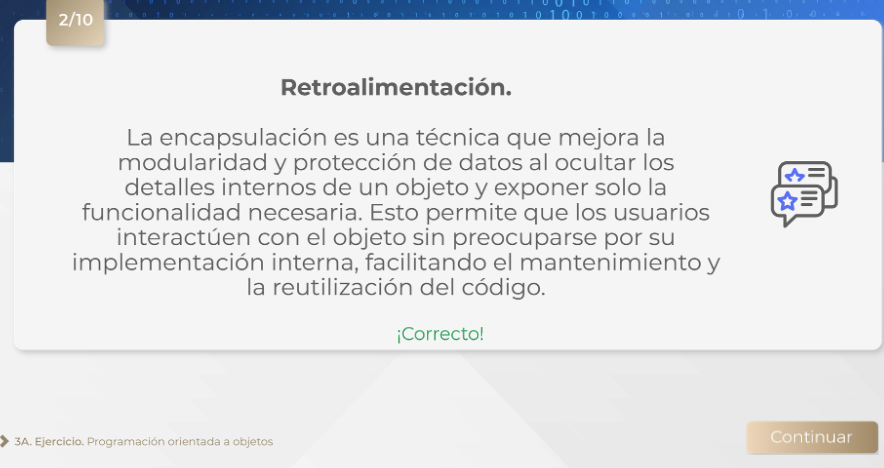 2/10
Retroalimentación.
La encapsulación es una técnica que mejora la
modularidad y protección de datos al ocultar los
detalles internos de un objeto y exponer solo la
funcionalidad necesaria. Esto permite que los usuarios
interactúen con el objeto sin preocuparse por su
implementación interna, facilitando el mantenimiento y
la reutilización del código.
¡Correcto!
3A. Ejercicio. Programación orientada a objetos
Continuar